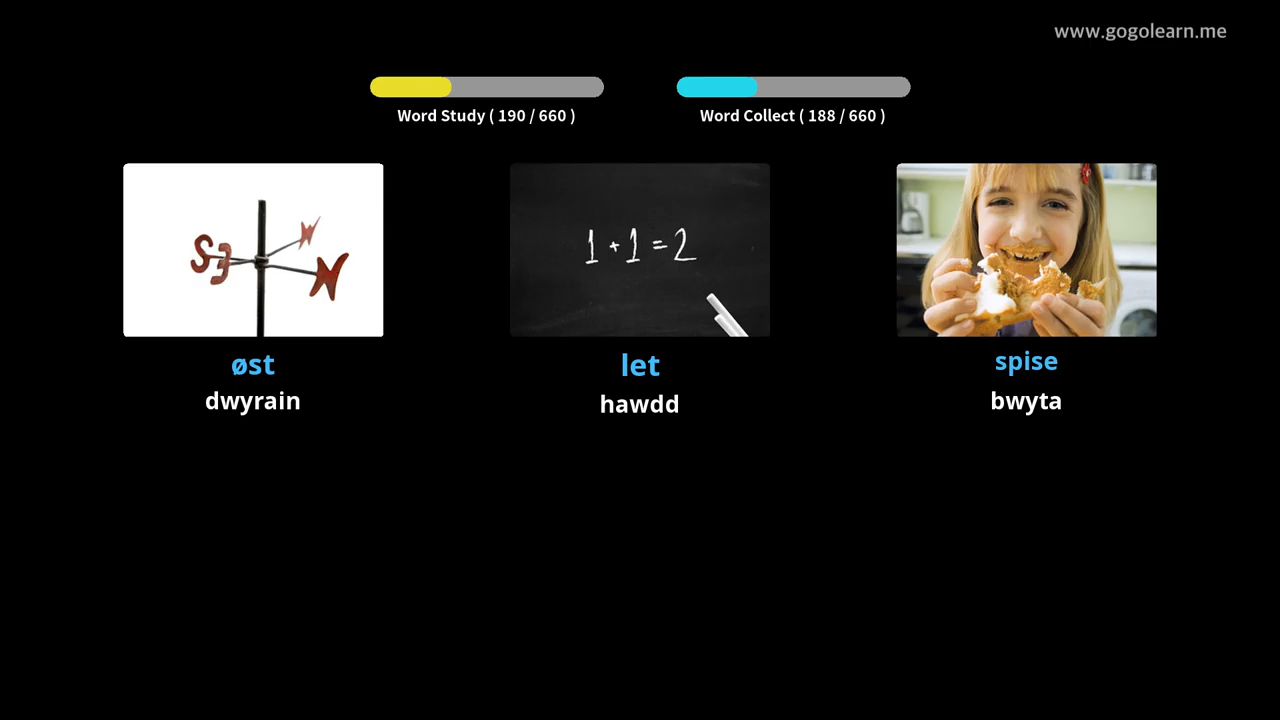 www.gogolearn.me
Word Study ( 190 / 660 )
Word Collect ( 188 / 660 )
S E N W
1 + 1 = 2
øst
let
spise
dwyrain
hawdd
bwyta